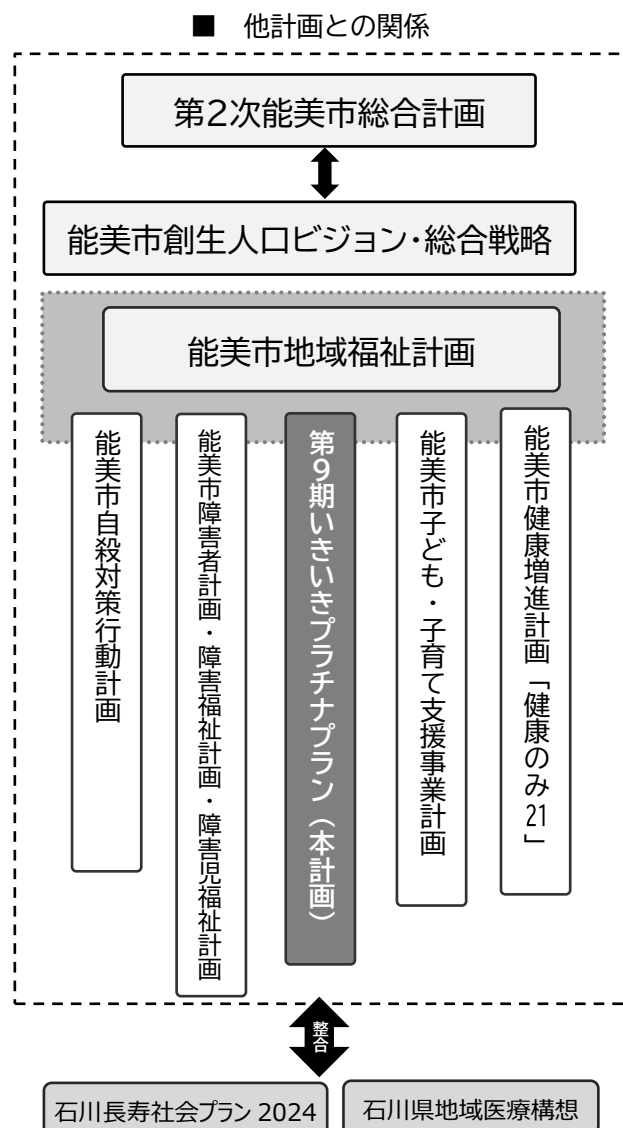 ■ 他計画との関係
第2次能美市総合計画
能美市創生人口ビジョン・総合戦略
能美市地域福祉計画
能美市自殺対策行動計画
能美市障害者計画・障害福祉計画・障害児福祉計画
第9期いきいきプラチナプラン（本計画）
能美市子ども・子育て支援事業計画
能美市健康増進計画「健康のみ21」
整合
石川長寿社会プラン 2024
石川県地域医療構想